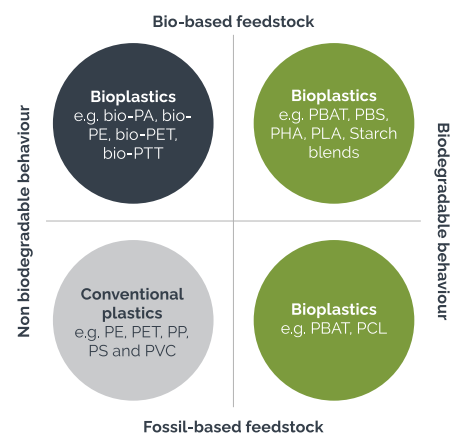 Bio-based feedstock
Non biodegradable behaviour
Bioplastics
e.g. bio-PA, bio-
PE, bio-PET,
bio-PTT
Bioplastics
e.g. PBAT, PBS,
PHA, PLA, Starch
blends
Biodegradable behaviour
Conventional
plastics
e.g. PE, PET, PP,
PS and PVC
Bioplastics
e.g. PBAT, PCL
Fossil-based feedstock